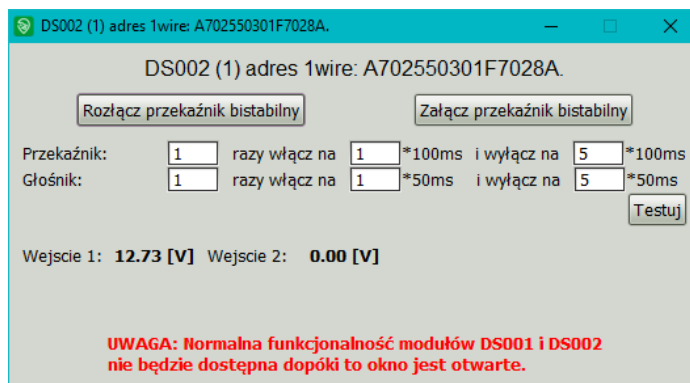 DS002 (1) adres 1wire: A702550301F7028A.
DS002 (1) adres 1wire: A702550301F7028A.
Rozłącz przekaźnik bistabilny Załącz przekaźnik bistabilny
Przekaźnik: 1 razy włącz na 1 *100ms i wyłącz na 5 *100ms
Głośnik: 1 razy włącz na 1 *50ms i wyłącz na 5 *50ms
Testuj
Wejscie 1: 12.73 [V] Wejscie 2: 0.00 [V]
UWAGA: Normalna funkcjonalność modułów DS001 i DS002
nie będzie dostępna dopóki to okno jest otwarte.